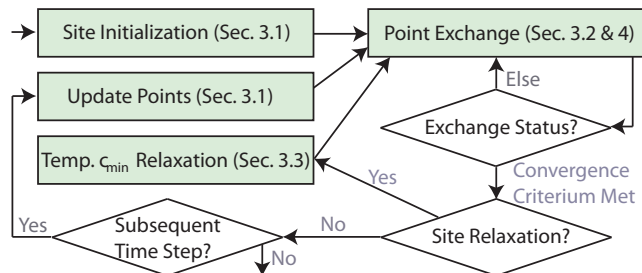 Site Initialization (Sec. 3.1)
Point Exchange (Sec. 3.2 & 4)
Else
Update Points (Sec. 3.1)
Exchange Status?
Temp. cmin Relaxation (Sec. 3.3)
Convergence
Criterium Met
Yes
Yes
Subsequent
Time Step?
No
Site Relaxation?
No